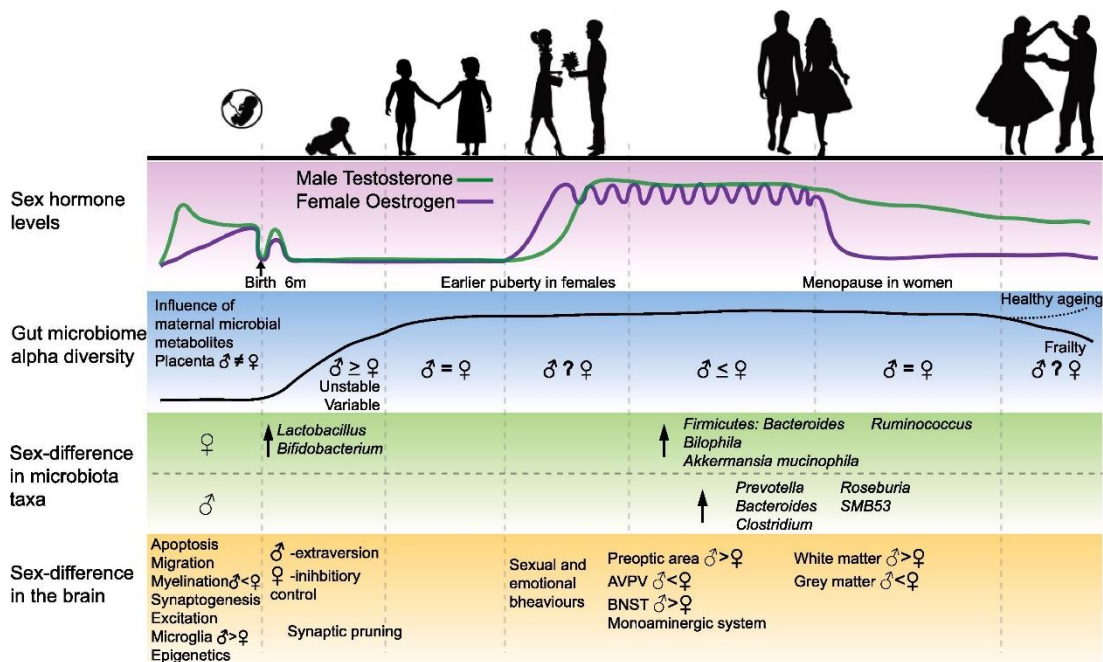 Sex hormone
levels
Male Testosterone
Female Oestrogen
Birth 6m
Earlier puberty in females
Menopause in women
Gut microbiome
alpha diversity
Influence of
maternal microbial
metabolites
Placenta ♂ ≠ ♀
♂ ≥ ♀
Unstable
Variable
♂ = ♀
♂ ? ♀
♂ ≤ ♀
♂ = ♀
Healthy ageing
Frailty
♂ ? ♀
Sex-difference
in microbiota
taxa
♀
Lactobacillus
Bifidobacterium
Firmicutes: Bacteroides
Bilophila
Akkermansia mucinophila
Ruminococcus
♂
Prevotella
Bacteroides
Clostridium
Roseburia
SMB53
Sex-difference
in the brain
Apoptosis
Migration
Myelination♂<♀
Synaptogenesis
Excitation
Microglia ♂>♀
Epigenetics
♂ -extraversion
♀ -inihbitiory
control
Synaptic pruning
Sexual and
emotional
bheaviours
Preoptic area ♂>♀
AVPV ♂<♀
BNST ♂>♀
Monoaminergic system
White matter ♂>♀
Grey matter ♂<♀